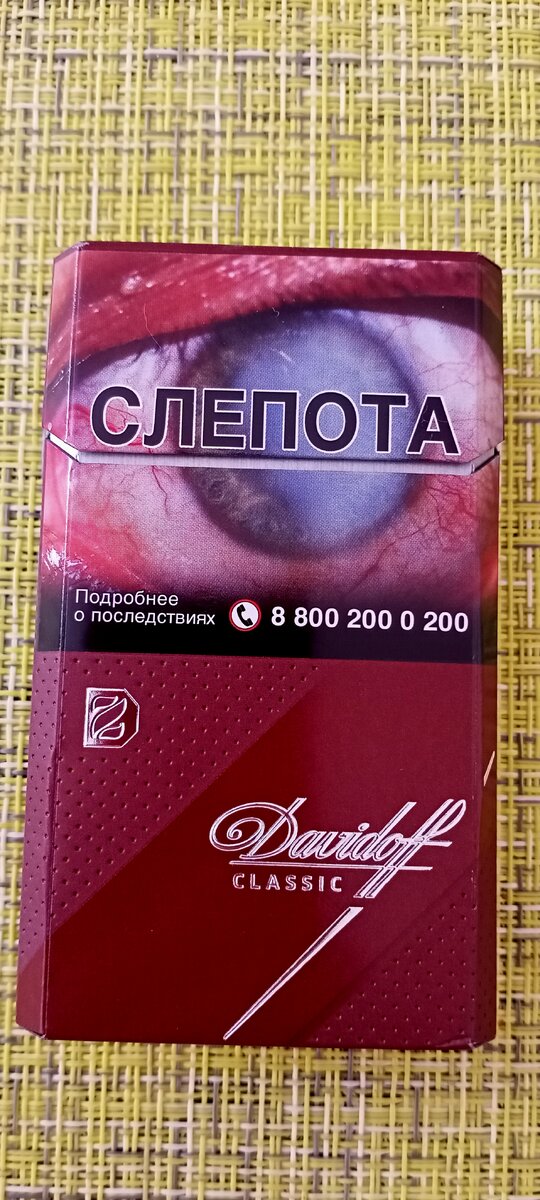 СЛЕПОТА
Подробнее
о последствиях 8 800 200 0 200
Davidoff
CLASSIC